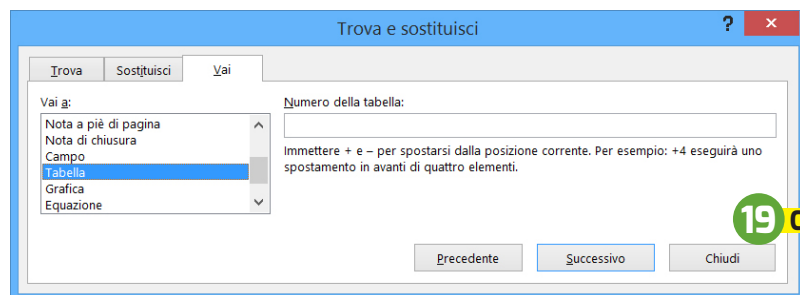 Trova e sostituisci
?
×
Trova
Sostituisci
Vai
Vai a:
Nota a piè di pagina
Nota di chiusura
Campo
Tabella
Grafica
Equazione
Numero della tabella:
Immettere + e – per spostarsi dalla posizione corrente. Per esempio: +4 eseguirà uno
spostamento in avanti di quattro elementi.
19
Precedente
Successivo
Chiudi